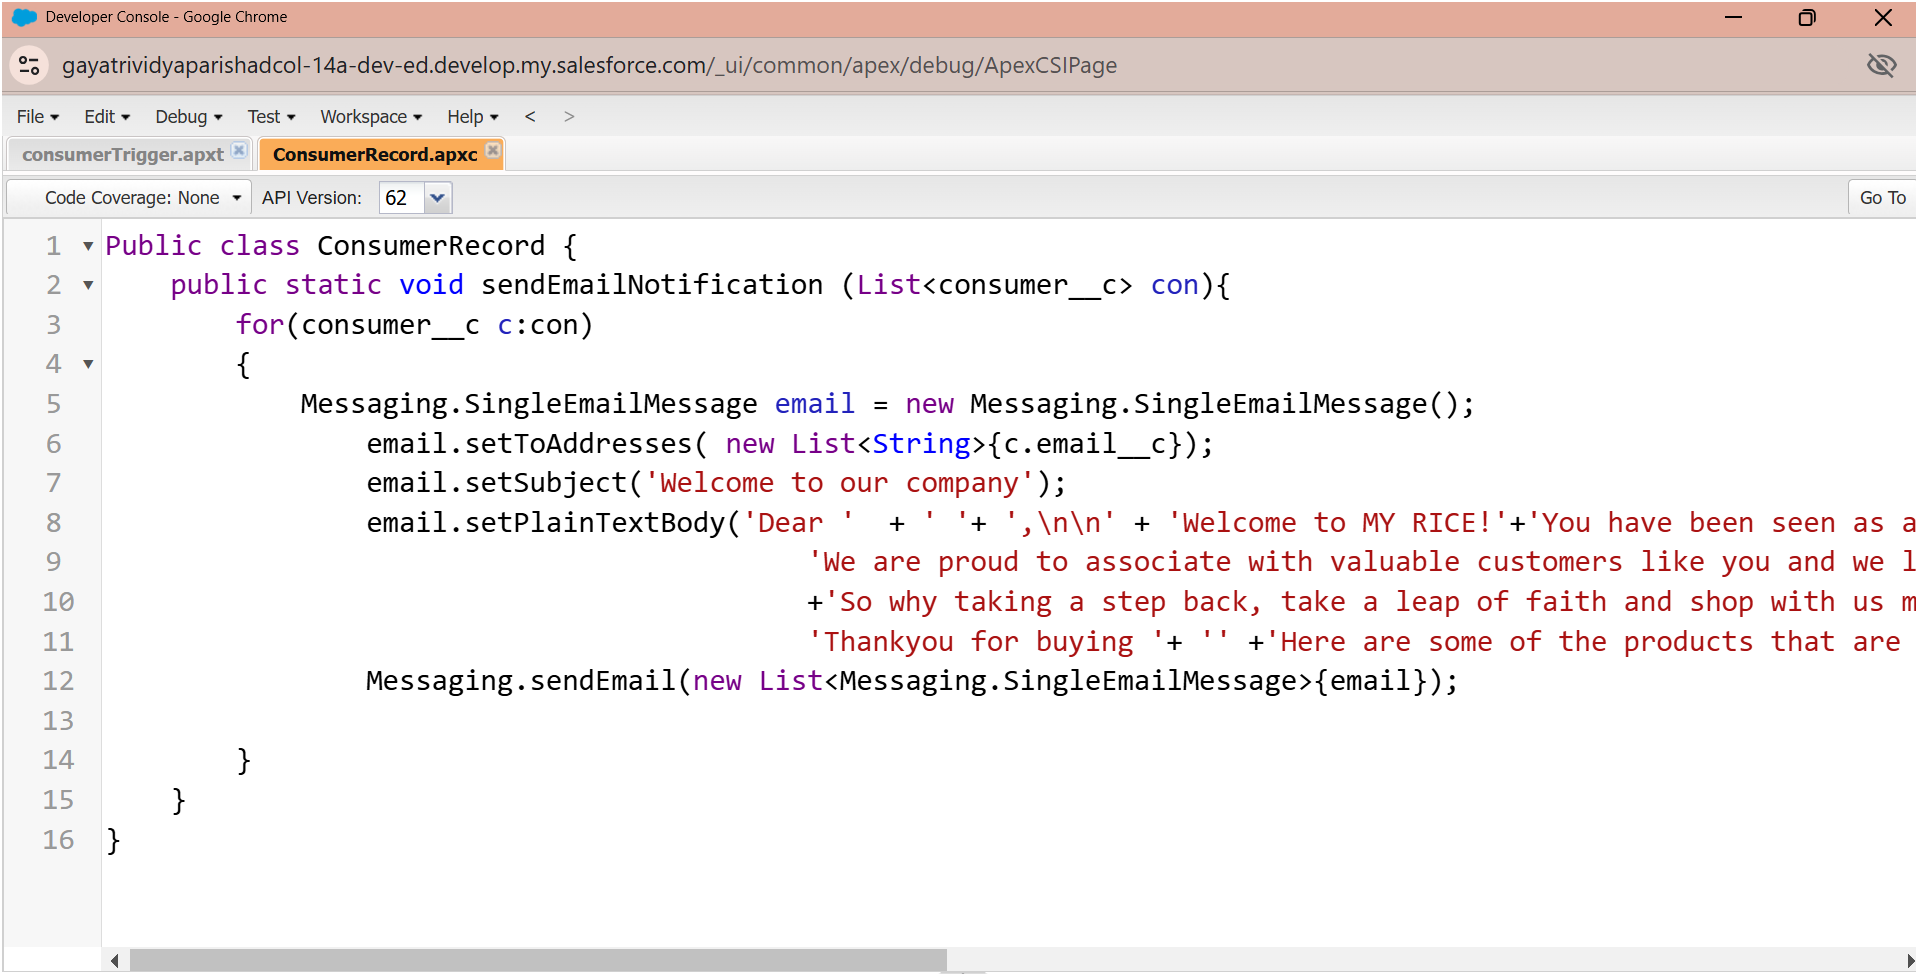 Developer Console - Google Chrome
gayatrividyaparishadcol-14a-dev-ed.develop.my.salesforce.com/_ui/common/apex/debug/ApexCSIPage
File Edit Debug Test Workspace Help < >
consumerTrigger.apxt ConsumerRecord.apxc
Code Coverage: None API Version: 62 Go To
1 Public class ConsumerRecord {
2 public static void sendEmailNotification (List<consumer__c> con){
3 for(consumer__c c:con)
4 {
5 Messaging.SingleEmailMessage email = new Messaging.SingleEmailMessage();
6 email.setToAddresses( new List<String>{c.email__c});
7 email.setSubject('Welcome to our company');
8 email.setPlainTextBody('Dear '  + ' '+ ',\n\n' + 'Welcome to MY RICE!'+'You have been seen as a
9 'We are proud to associate with valuable customers like you and we l
10 +'So why taking a step back, take a leap of faith and shop with us m
11 'Thankyou for buying '+ '' +'Here are some of the products that are
12 Messaging.sendEmail(new List<Messaging.SingleEmailMessage>{email});
13
14 }
15 }
16 }